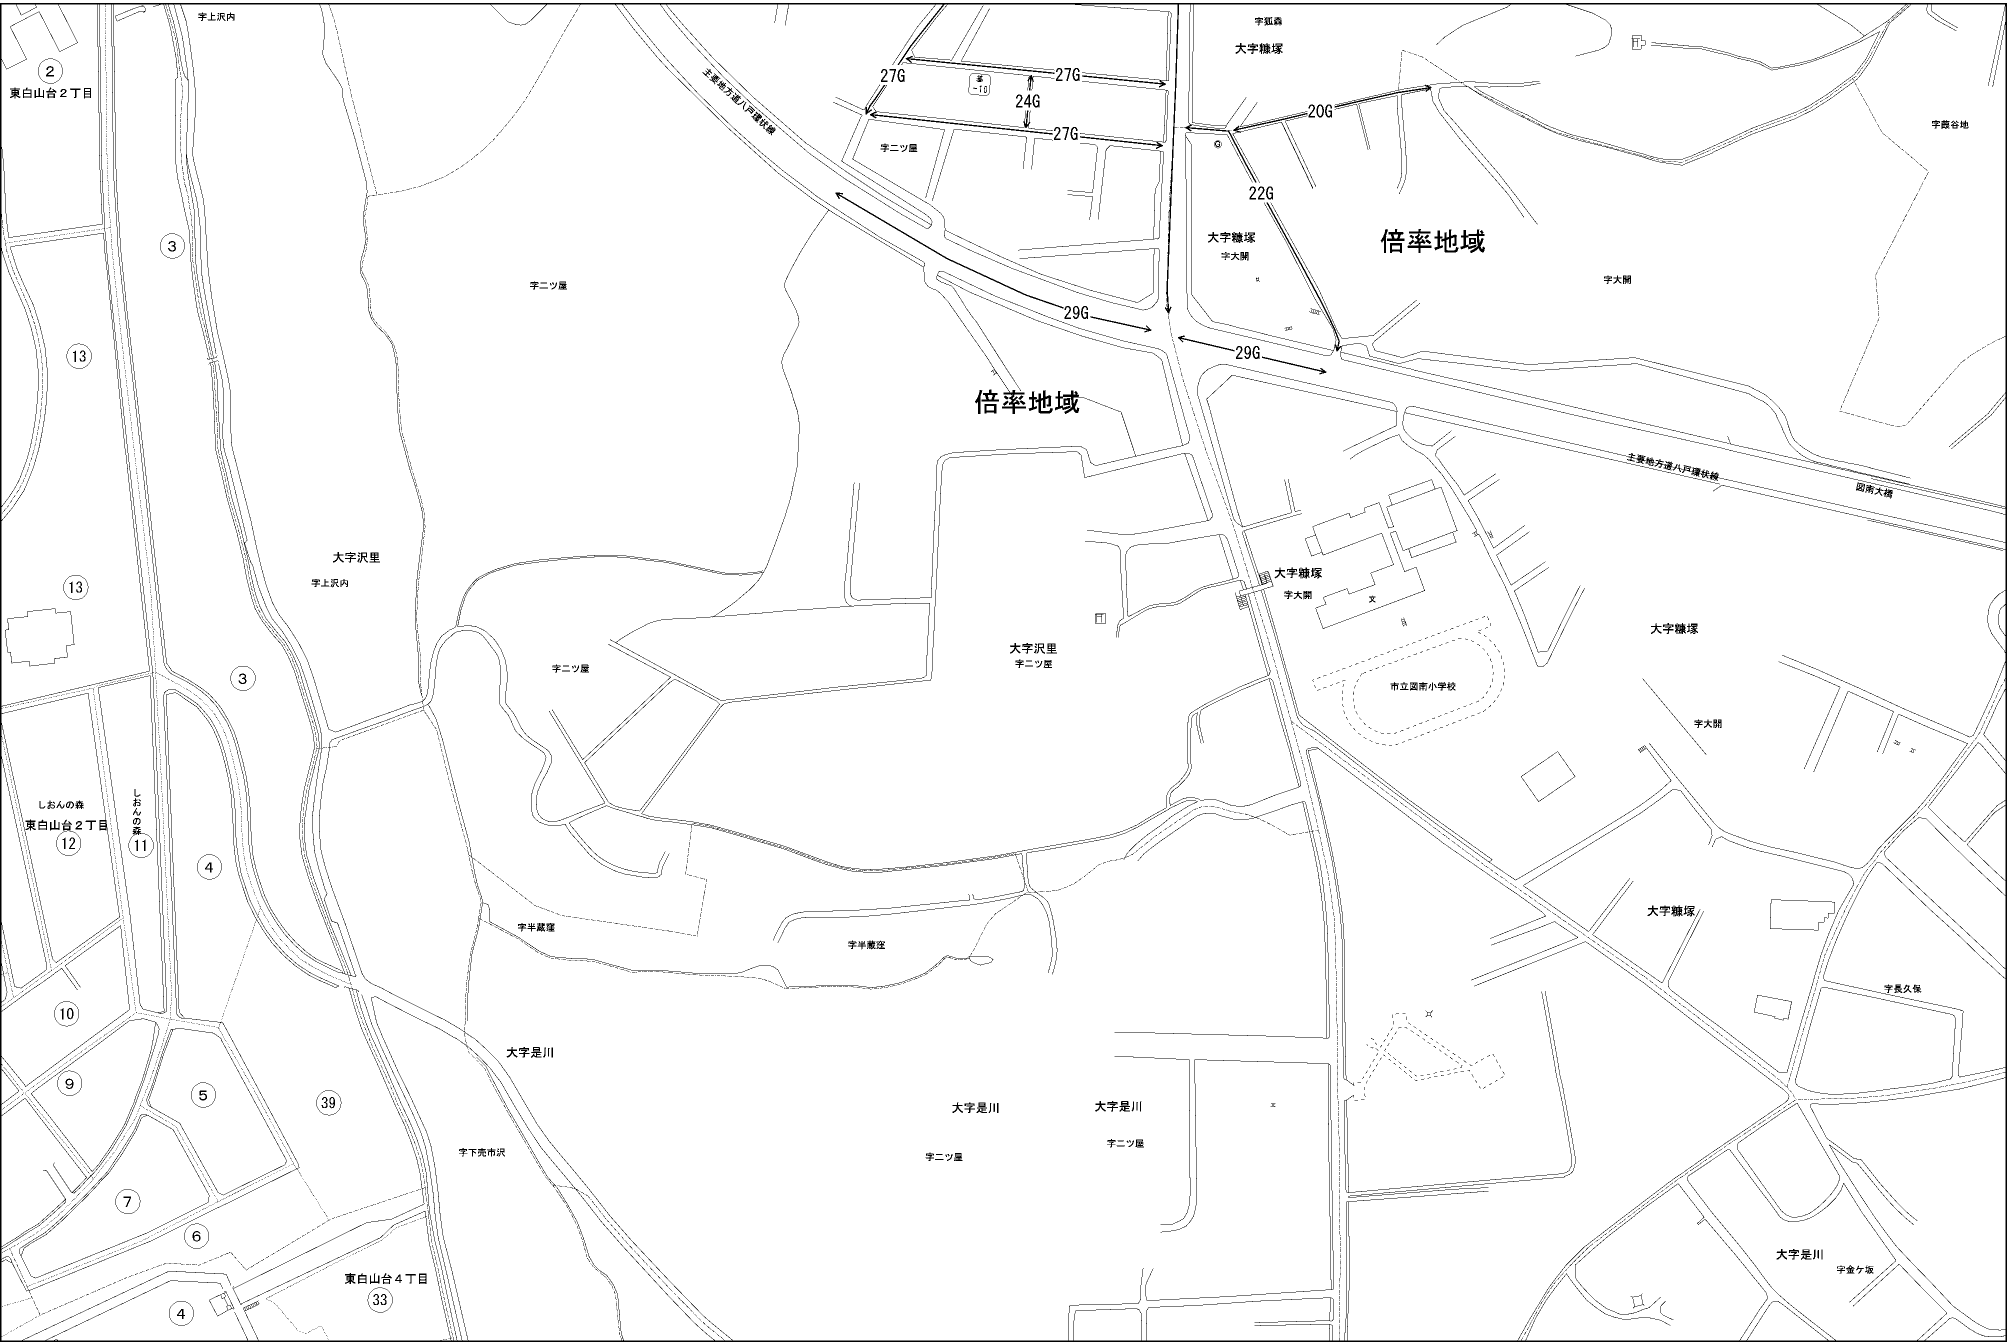 字上沢内
②
東白山台２丁目
③
主要地方道八戸環状線
27G
27G
基
-10
24G
27G
字二ツ屋
字狐森
大字糠塚
20G
22G
字葭谷地
大字糠塚
字大開
倍率地域
字大開
字二ツ屋
29G
29G
⑬
倍率地域
主要地方道八戸環状線
図南大橋
大字沢里
字上沢内
⑬
大字糠塚
字大開
文
大字糠塚
大字沢里
字二ツ屋
字二ツ屋
③
市立図南小学校
字大開
しおんの森
東白山台２丁目
⑫
しおんの森
⑪
④
大字糠塚
字半蔵窪
字半蔵窪
字長久保
⑩
大字是川
⑨
⑤
㊴
大字是川
大字是川
字二ツ屋
字二ツ屋
字下売市沢
⑦
⑥
大字是川
字金ケ坂
東白山台４丁目
㉝
④